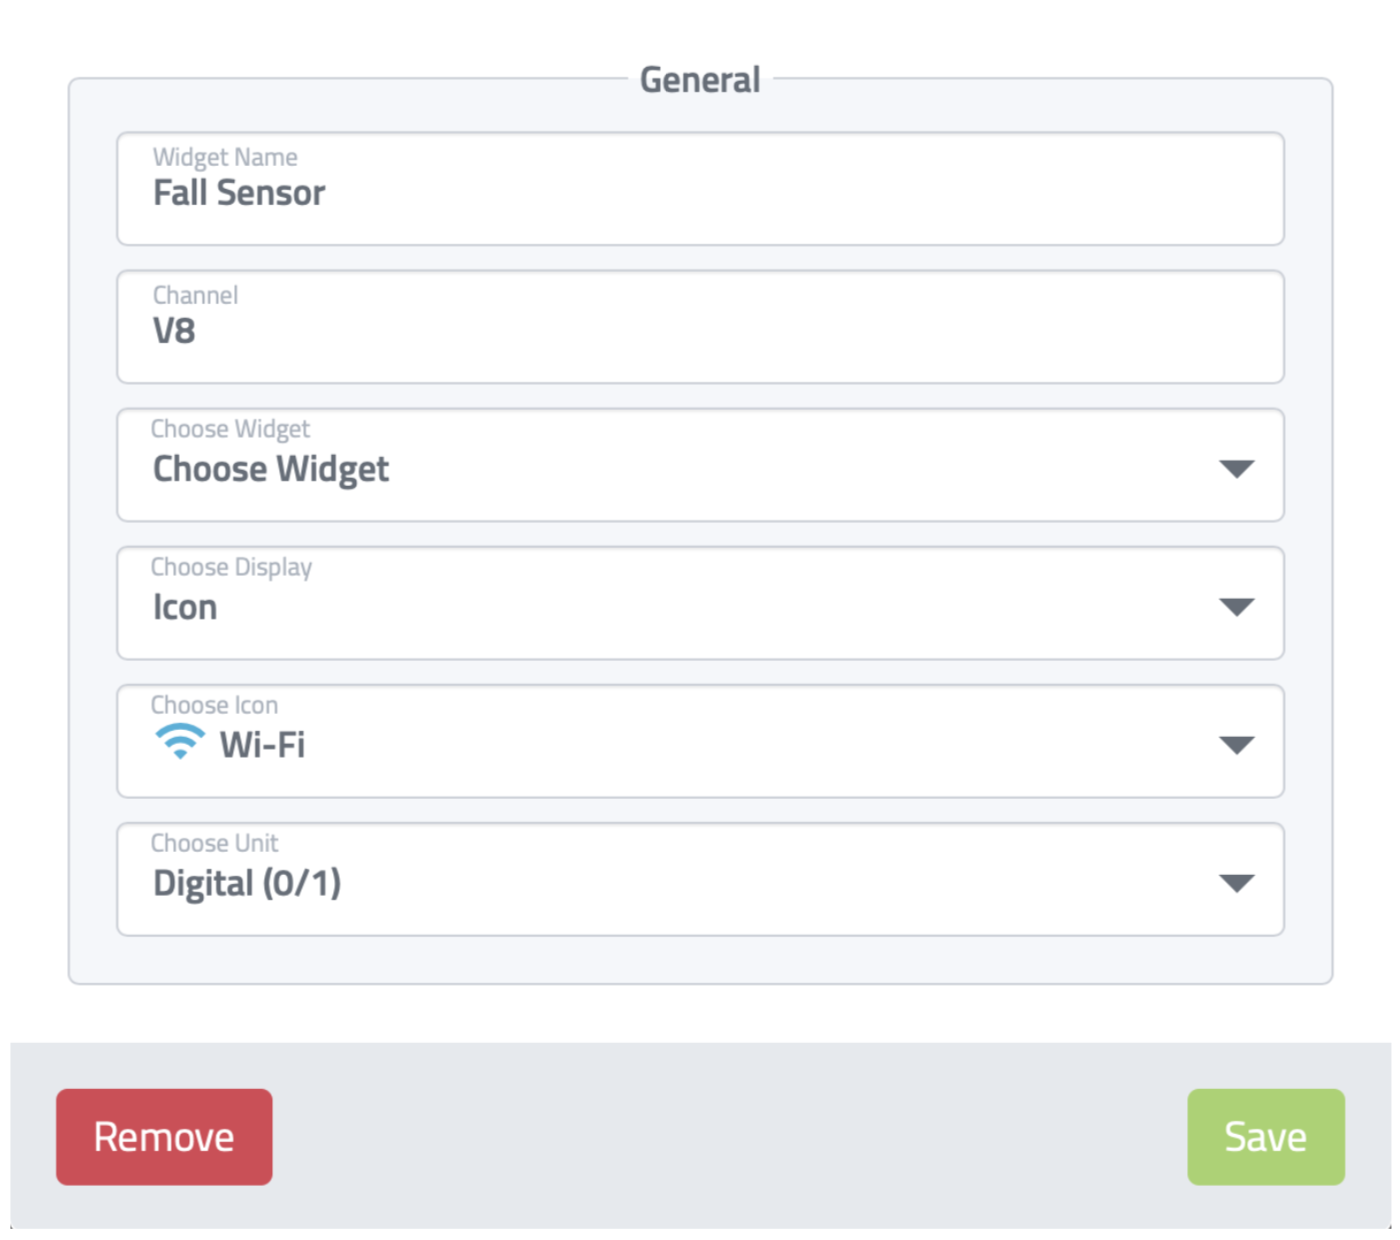 General
Widget Name
Fall Sensor
Channel
V8
Choose Widget
Choose Widget
Choose Display
Icon
Choose Icon
Wi-Fi
Choose Unit
Digital (0/1)
Remove
Save